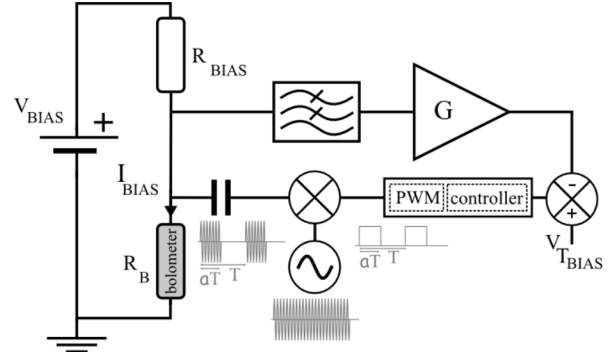 R BIAS
V BIAS
+
G
I BIAS
PWM controller
-
+
R B
bolometer
aT T
aT T
V T BIAS